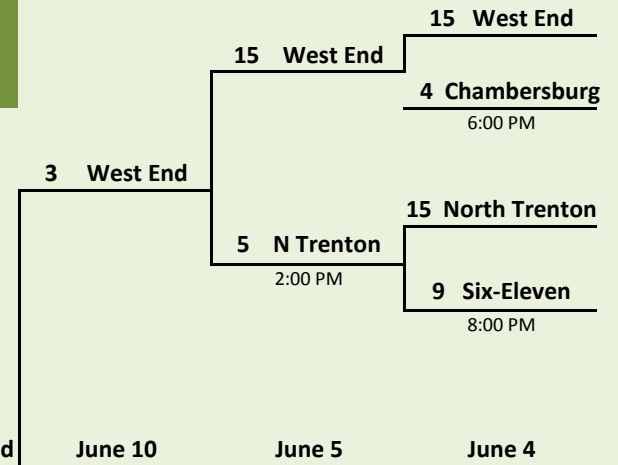 15 West End
15 West End
4 Chambersburg
6:00 PM
3 West End
15 North Trenton
5 N Trenton
2:00 PM
9 Six-Eleven
8:00 PM
d June 10 June 5 June 4